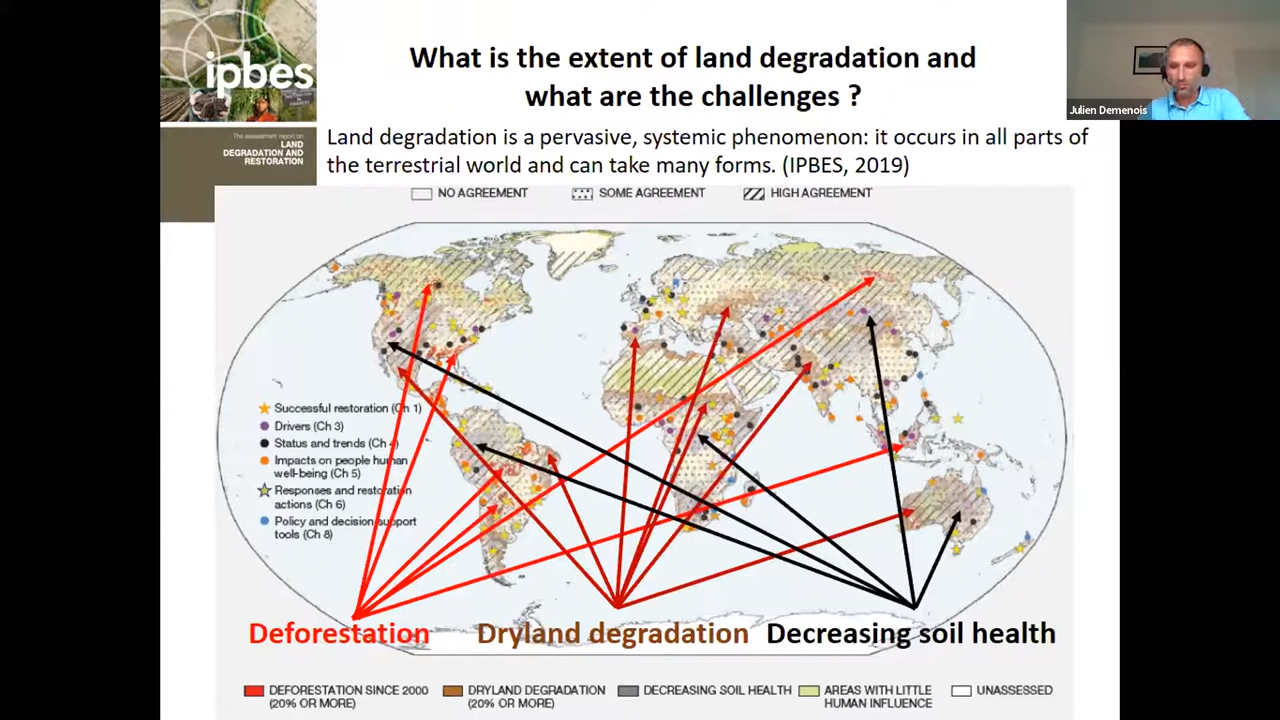 ipbes
The assessment report on
LAND
DEGRADATION AND
RESTORATION
What is the extent of land degradation and
what are the challenges ?
Julien Demenois
Land degradation is a pervasive, systemic phenomenon: it occurs in all parts of
the terrestrial world and can take many forms. (IPBES, 2019)
NO AGREEMENT
SOME AGREEMENT
HIGH AGREEMENT
Successful restoration (Ch 1)
Drivers (Ch 3)
Status and trends (Ch 4)
Impacts on people human
well-being (Ch 5)
Responses and restoration
actions (Ch 6)
Policy and decision support
tools (Ch 8)
Deforestation
Dryland degradation
Decreasing soil health
DEFORESTATION SINCE 2000
(20% OR MORE)
DRYLAND DEGRADATION
(20% OR MORE)
DECREASING SOIL HEALTH
AREAS WITH LITTLE
HUMAN INFLUENCE
UNASSESSED